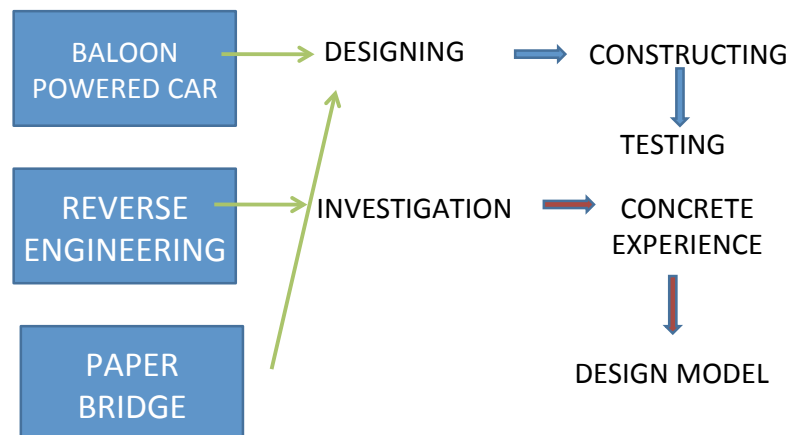 BALOON
POWERED CAR
DESIGNING
CONSTRUCTING
TESTING
REVERSE
ENGINEERING
INVESTIGATION
CONCRETE
EXPERIENCE
PAPER
BRIDGE
DESIGN MODEL